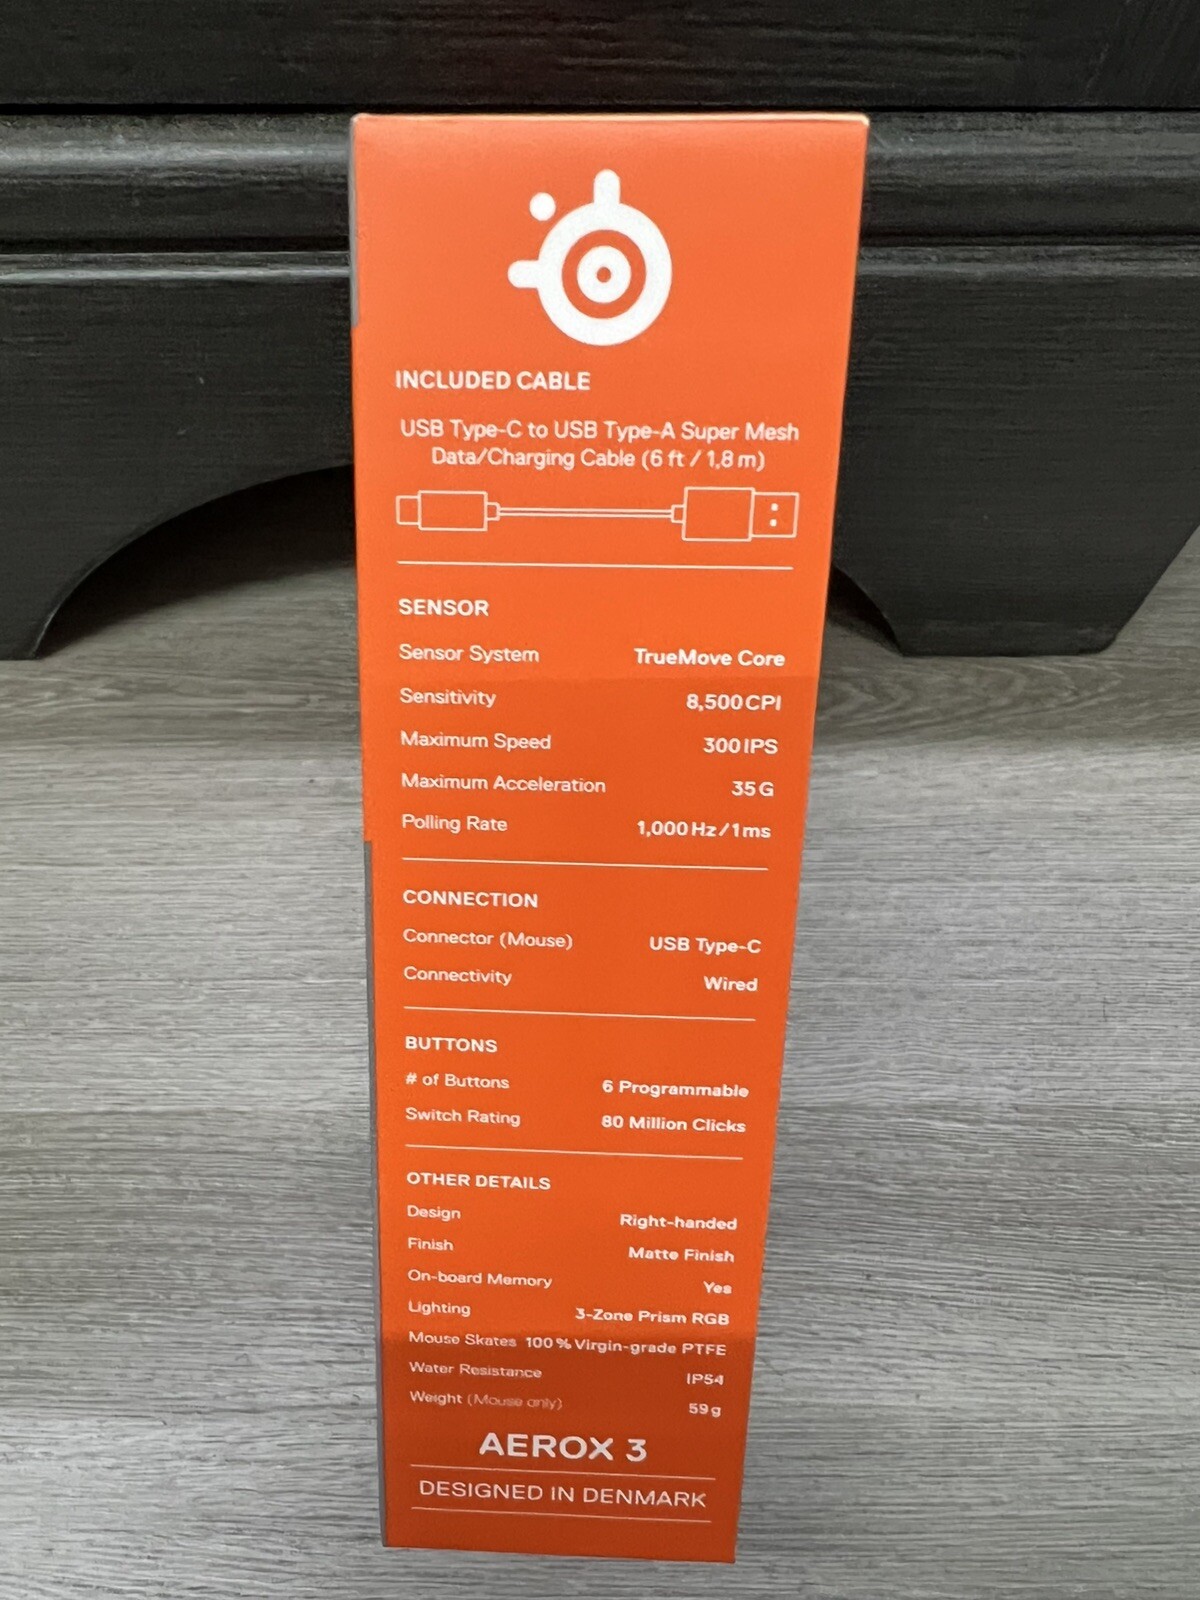 INCLUDED CABLE
USB Type-C to USB Type-A Super Mesh
Data/Charging Cable (6 ft / 1,8 m)
SENSOR
Sensor System TrueMove Core
Sensitivity 8,500 CPI
Maximum Speed 300 IPS
Maximum Acceleration 35 G
Polling Rate 1,000 Hz / 1 ms
CONNECTION
Connector (Mouse) USB Type-C
Connectivity Wired
BUTTONS
# of Buttons 6 Programmable
Switch Rating 80 Million Clicks
OTHER DETAILS
Design Right-handed
Finish Matte Finish
On-board Memory Yes
Lighting 3-Zone Prism RGB
Mouse Skates 100 % Virgin-grade PTFE
Water Resistance IP54
Weight (Mouse only) 59 g
AEROX 3
DESIGNED IN DENMARK